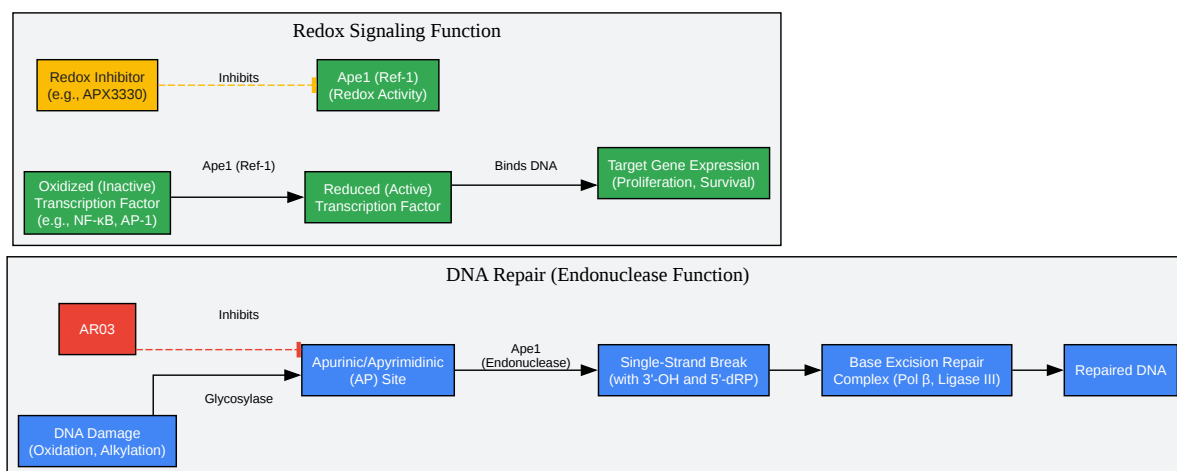 Redox Signaling Function
Redox Inhibitor
(e.g., APX3330)
Inhibits
Ape1 (Ref-1)
(Redox Activity)
Oxidized (Inactive)
Transcription Factor
(e.g., NF-κB, AP-1)
Ape1 (Ref-1)
Reduced (Active)
Transcription Factor
Binds DNA
Target Gene Expression
(Proliferation, Survival)
DNA Repair (Endonuclease Function)
AR03
Inhibits
DNA Damage
(Oxidation, Alkylation)
Glycosylase
Apurinic/Apyrimidinic
(AP) Site
Ape1
(Endonuclease)
Single-Strand Break
(with 3'-OH and 5'-dRP)
Base Excision Repair
Complex (Pol β, Ligase III)
Repaired DNA